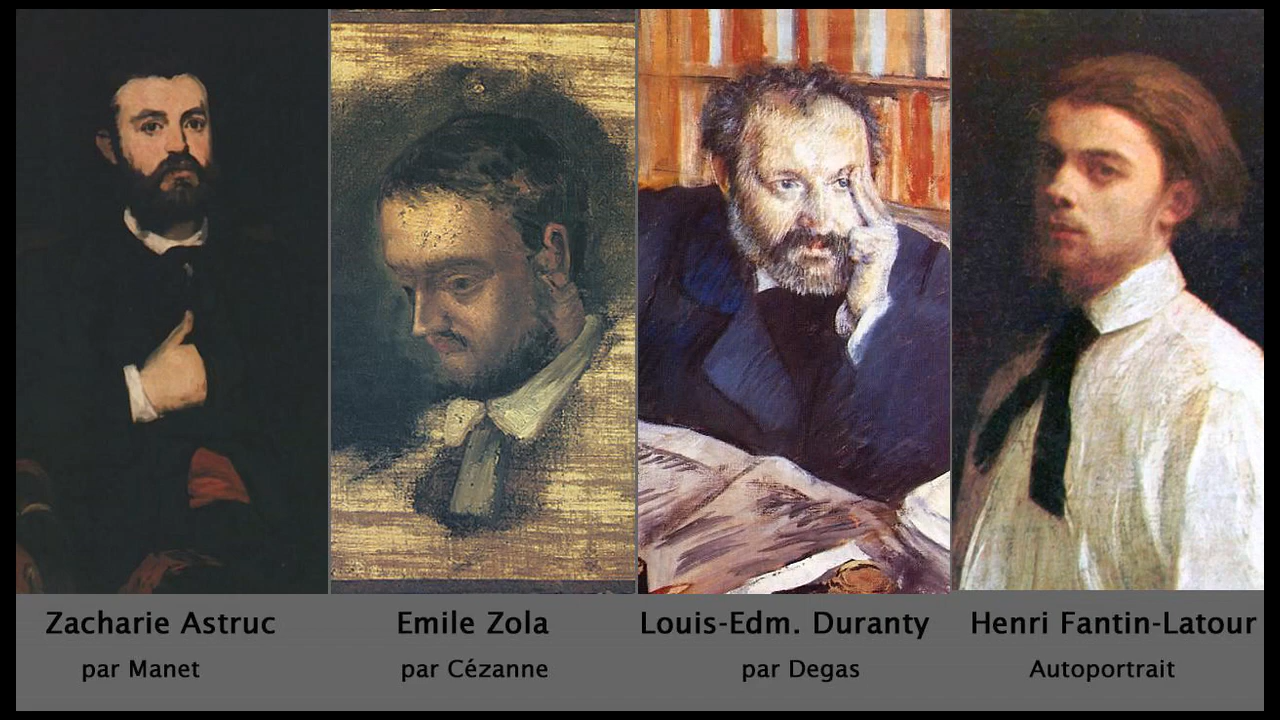 Zacharie Astruc
par Manet
Emile Zola
par Cézanne
Louis-Edm. Duranty
par Degas
Henri Fantin-Latour
Autoportrait